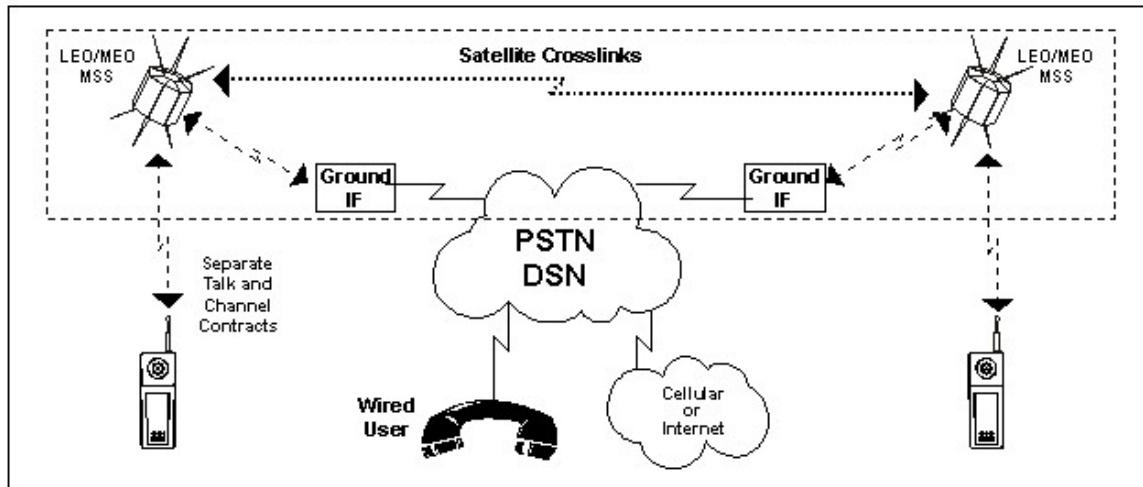 LEO/MEO
MSS
Satellite Crosslinks
LEO/MEO
MSS
Ground
IF
Ground
IF
PSTN
DSN
Separate
Talk and
Channel
Contracts
Wired
User
Cellular
or
Internet